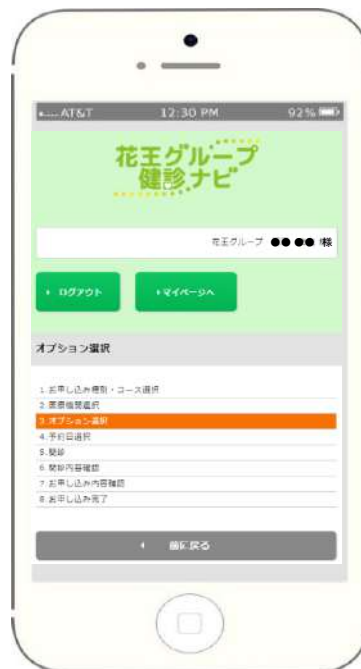 AT&T 12:30 PM 92%
花王グループ
健診ナビ
花王グループ ●● ●● 様
ログアウト マイページへ
オプション選択
1.お申し込み種別・コース選択
2.医療機関選択
3.オプション選択
4.予約日選択
5.問診
6.問診内容確認
7.お申し込み内容確認
8.お申し込み完了
前に戻る